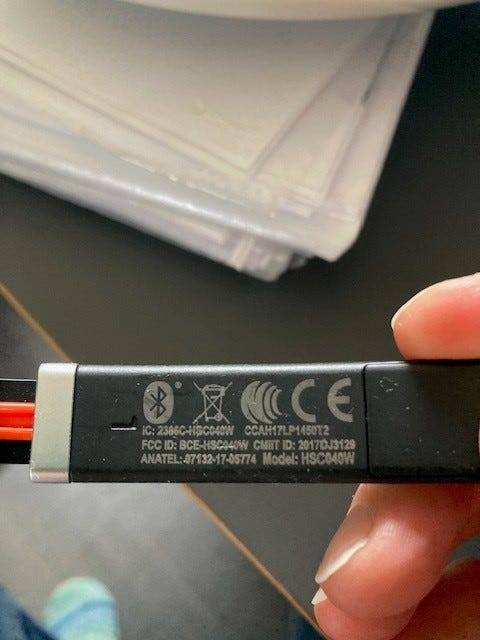 L
IC: 2386C-HSC040W CCAH17LP1450T2
FCC ID: BCE-HSC040W CMIIT ID: 2017DJ3129
ANATEL: 07132-17-05774 Model: HSC040W